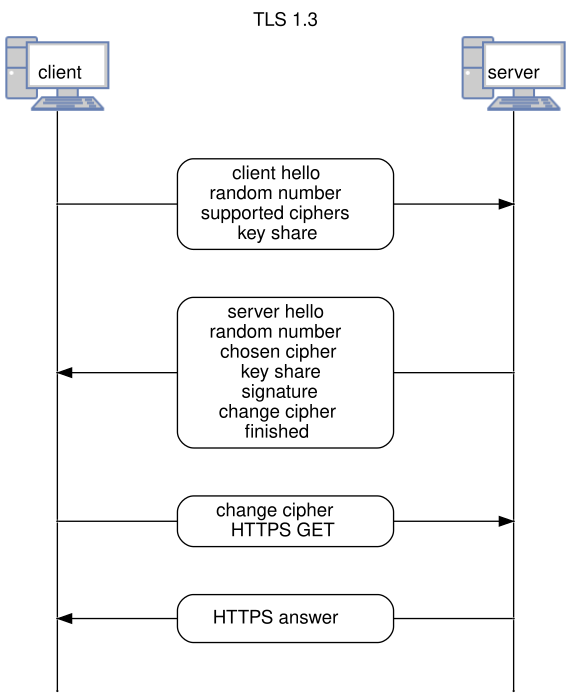 TLS 1.3
client
server
client hello
random number
supported ciphers
key share
server hello
random number
chosen cipher
key share
signature
change cipher
finished
change cipher
HTTPS GET
HTTPS answer